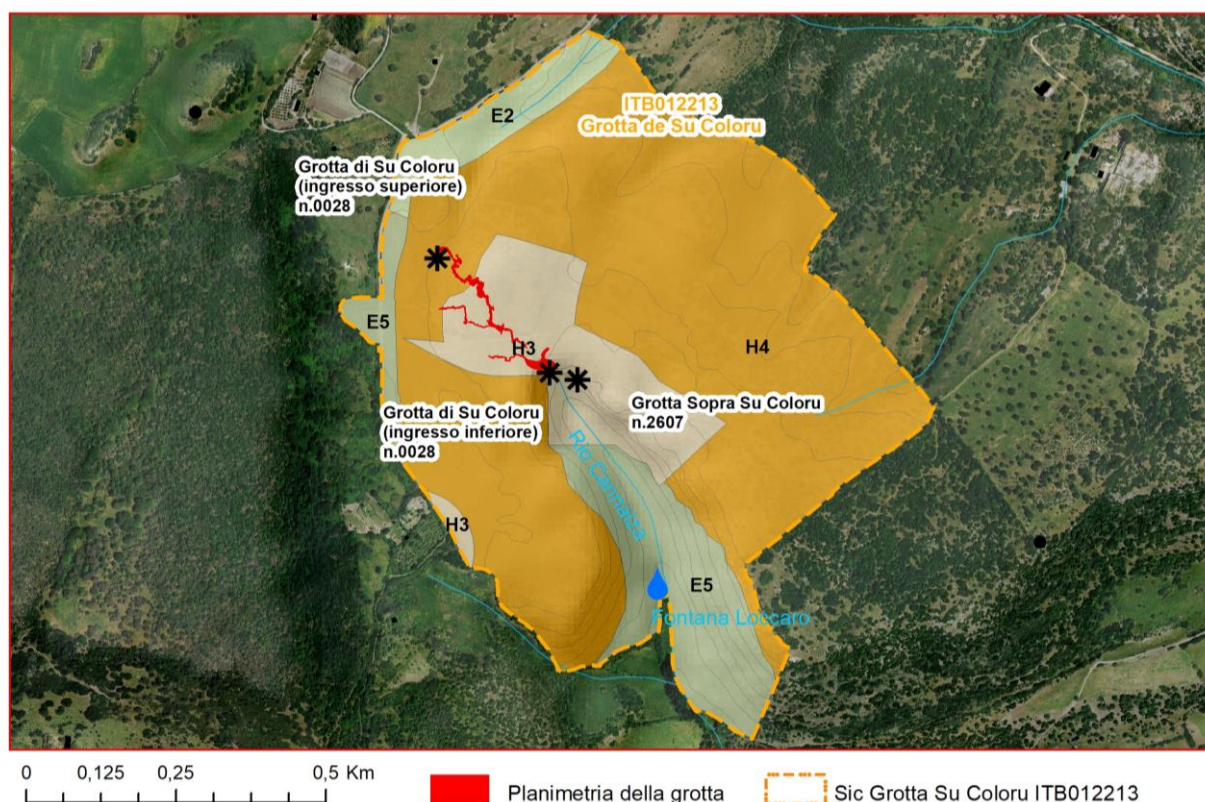 E2
ITB012213
Grotta de Su Coloru
Grotta di Su Coloru
(ingresso superiore)
n.0028
E5
H3
H4
Grotta di Su Coloru
(ingresso inferiore)
n.0028
Grotta Sopra Su Coloru
n.2607
Rio Cannalza
H3
E5
Fontana Loccaro
0 0,125 0,25 0,5 Km
Planimetria della grotta
Sic Grotta Su Coloru ITB012213